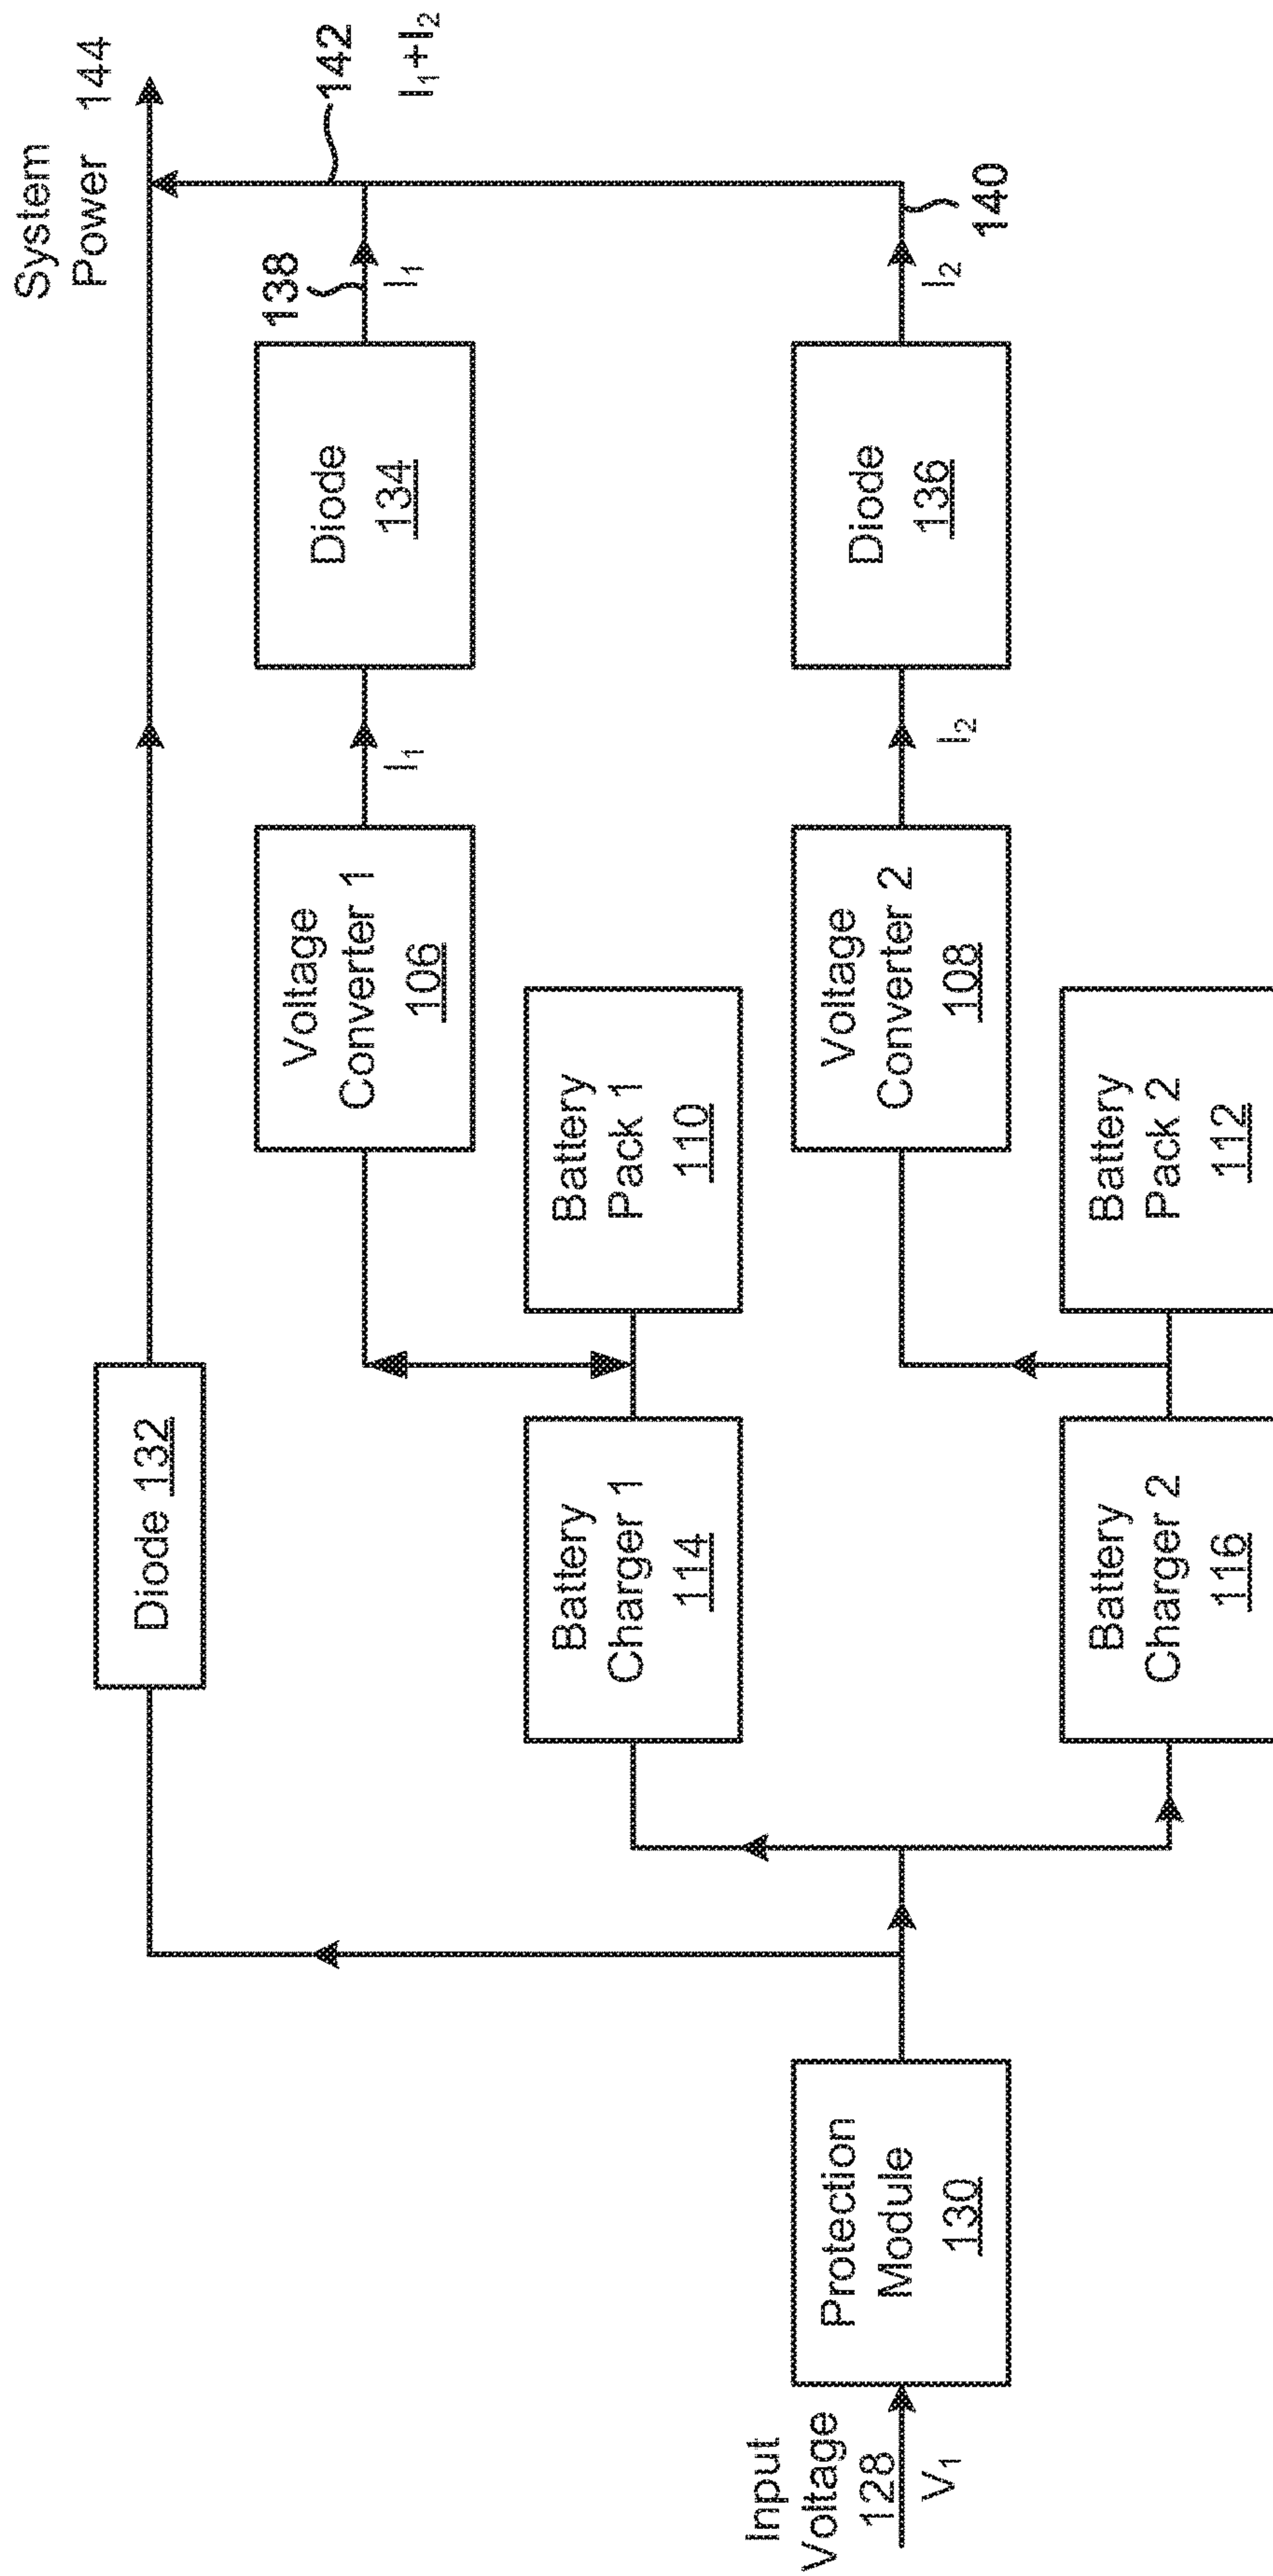 System
Power 144
Diode 132
142
I₁+I₂
138
I₁
Voltage
Converter 1
106
I₁
Diode
134
Battery
Charger 1
114
Battery
Pack 1
110
Input
Voltage
128
V₁
Protection
Module
130
Voltage
Converter 2
108
I₂
Diode
136
I₂
140
Battery
Charger 2
116
Battery
Pack 2
112